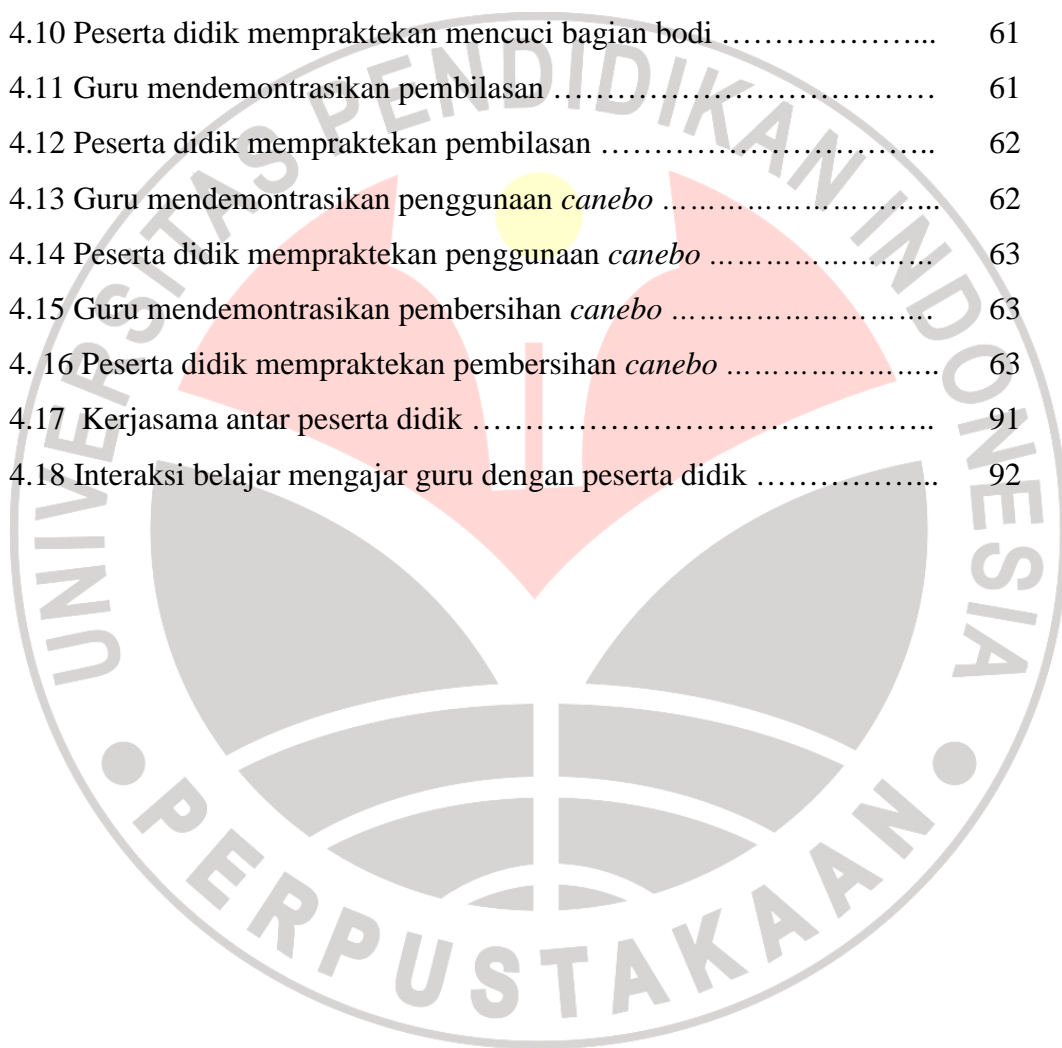 4.10 Peserta didik mempraktekan mencuci bagian bodi ………………... 61
4.11 Guru mendemontrasikan pembilasan ……………………………… 61
4.12 Peserta didik mempraktekan pembilasan ………………………….. 62
4.13 Guru mendemontrasikan penggunaan canebo ……………………... 62
4.14 Peserta didik mempraktekan penggunaan canebo …………………. 63
4.15 Guru mendemontrasikan pembersihan canebo ……………………. 63
4. 16 Peserta didik mempraktekan pembersihan canebo ………………….. 63
4.17 Kerjasama antar peserta didik …………………………………….. 91
4.18 Interaksi belajar mengajar guru dengan peserta didik ……………... 92
UNIVERSITAS PENDIDIKAN INDONESIA
PERPUSTAKAAN